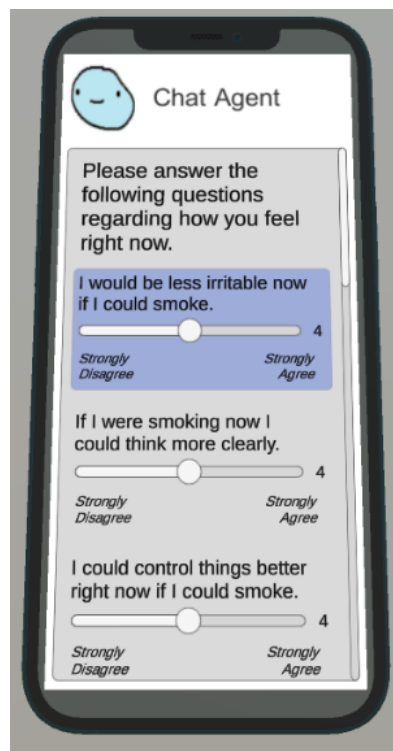 Chat Agent
Please answer the
following questions
regarding how you feel
right now.
I would be less irritable now
if I could smoke.
4
Strongly
Disagree
Strongly
Agree
If I were smoking now I
could think more clearly.
4
Strongly
Disagree
Strongly
Agree
I could control things better
right now if I could smoke.
4
Strongly
Disagree
Strongly
Agree